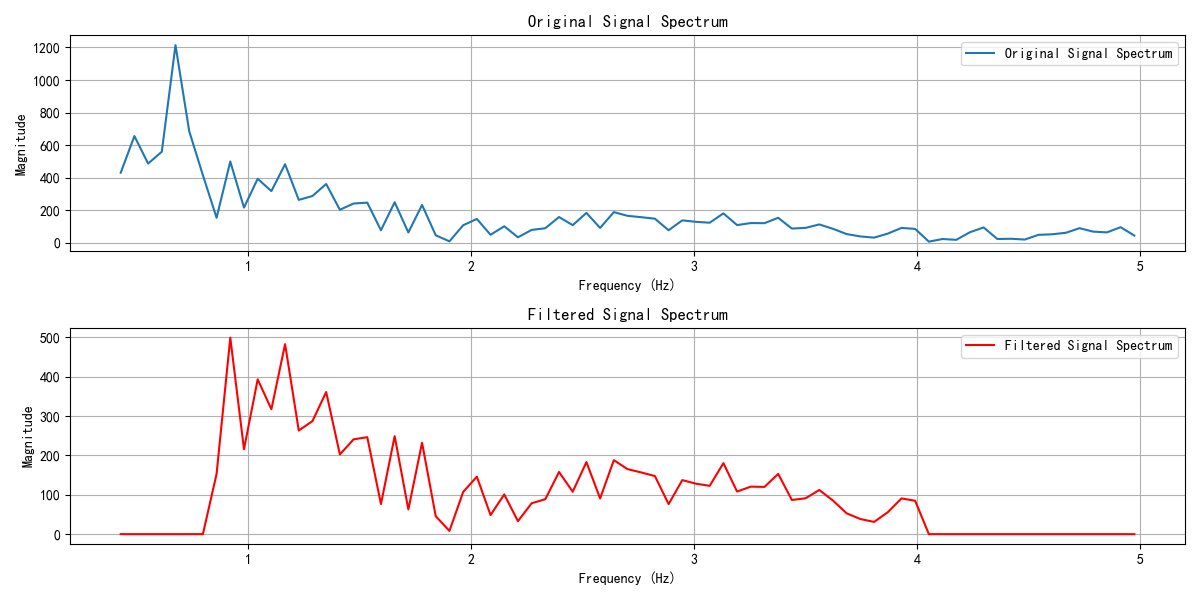 Original Signal Spectrum
1200
1000
800
600
400
200
0
Magnitude
Original Signal Spectrum
1 2 3 4 5
Frequency (Hz)
Filtered Signal Spectrum
500
400
300
200
100
0
Magnitude
Filtered Signal Spectrum
1 2 3 4 5
Frequency (Hz)